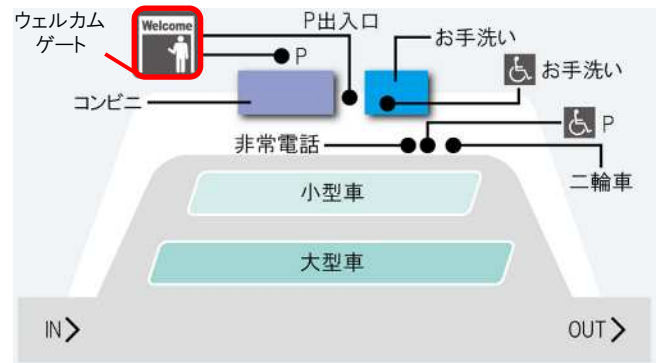 ウェルカム
ゲート
Welcome
P出入口
P
お手洗い
お手洗い
コンビニ
P
非常電話
二輪車
小型車
大型車
IN
OUT